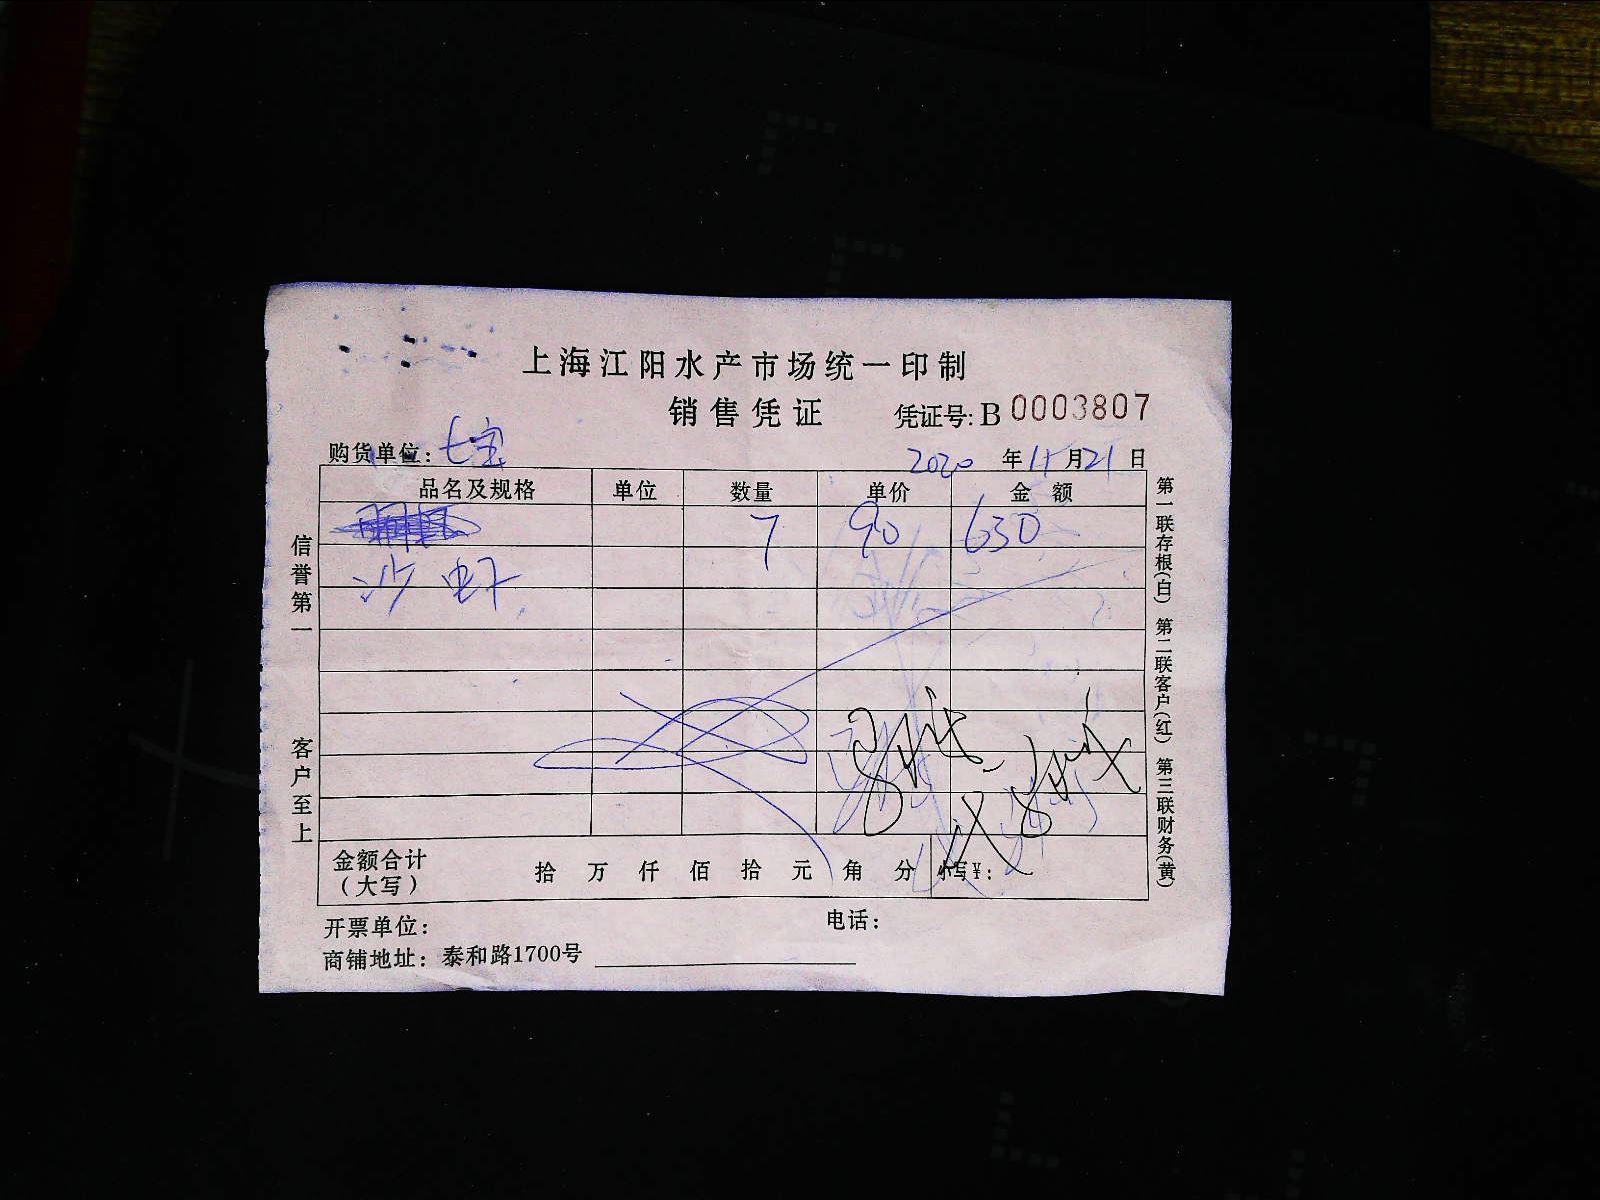 上海江阳水产市场统一印制
销售凭证 凭证号: B 0003807
购货单位: 七宝 2020 年 11 月 21 日
品名及规格 单位 数量 单价 金额
7 90 630
沙虾
金额合计(大写) 拾 万 仟 佰 拾 元 角 分 小写¥:
开票单位: 电话:
商铺地址: 泰和路1700号
信誉第一
客户至上
第一联存根(白) 第二联客户(红) 第三联财务(黄)